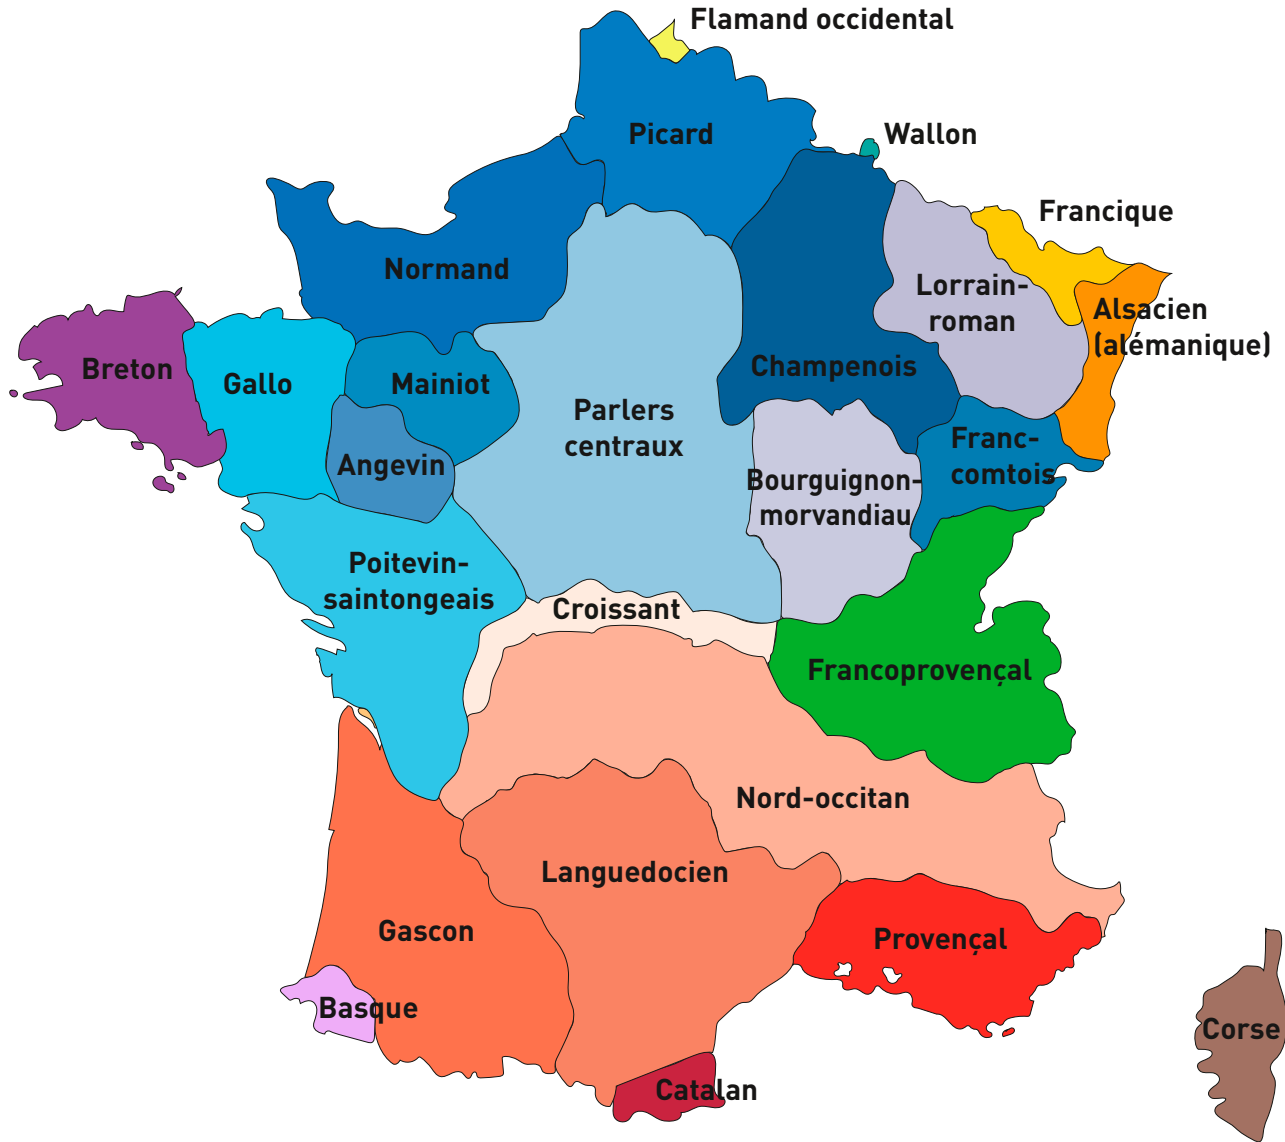 Flamand occidental
Picard
Wallon
Francique
Normand
Lorrain-
roman
Alsacien
(alémanique)
Breton
Gallo
Mainiot
Champenois
Parlers
centraux
Angevin
Franc-
comtois
Bourguignon-
morvandiau
Poitevin-
saintongeais
Croissant
Francoprovençal
Nord-occitan
Languedocien
Gascon
Provençal
Basque
Corse
Catalan